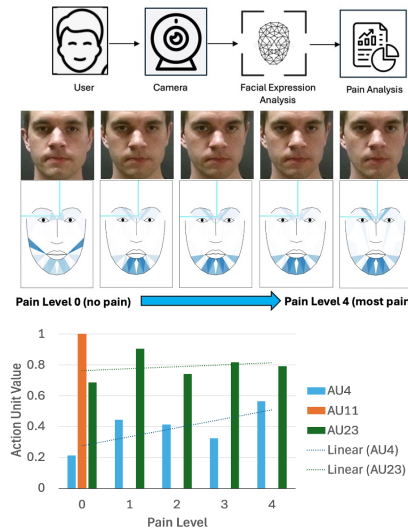 User
Camera
Facial Expression
Analysis
Pain Analysis
Pain Level 0 (no pain)
Pain Level 4 (most pain
Action Unit Value
1
0.8
0.6
0.4
0.2
0
0 1 2 3 4
Pain Level
AU4
AU11
AU23
Linear (AU4)
Linear (AU23)